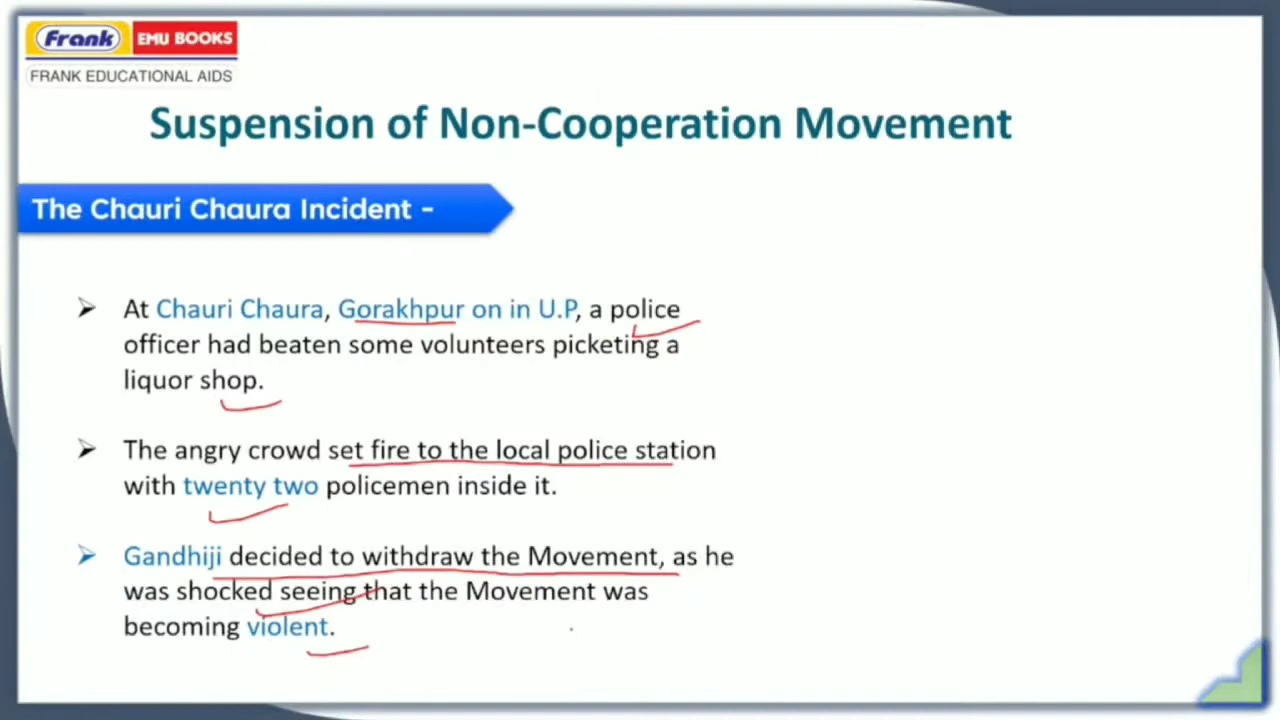 Frank EMU BOOKS
FRANK EDUCATIONAL AIDS
Suspension of Non-Cooperation Movement
The Chauri Chaura Incident -
At Chauri Chaura, Gorakhpur on in U.P, a police
officer had beaten some volunteers picketing a
liquor shop.
The angry crowd set fire to the local police station
with twenty two policemen inside it.
Gandhiji decided to withdraw the Movement, as he
was shocked seeing that the Movement was
becoming violent.